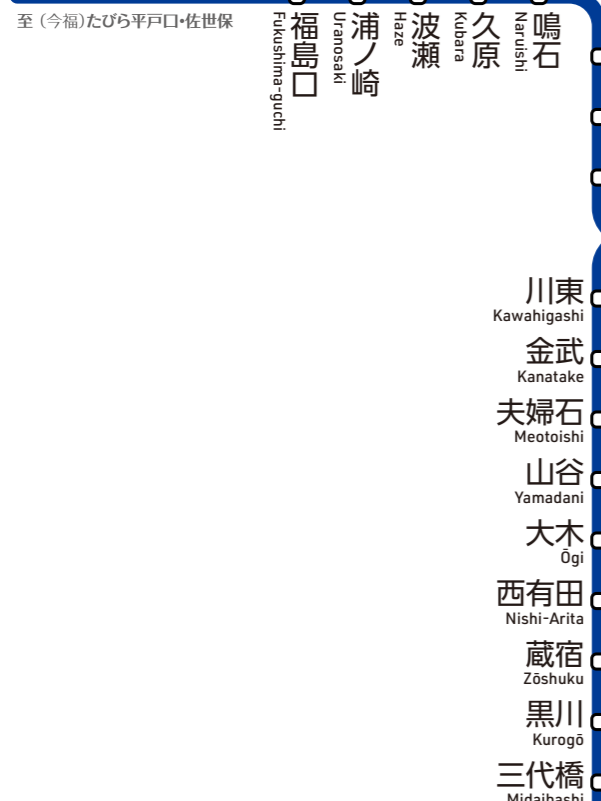 至 (今福)たびら平戸口・佐世保
福島口
Fukushima-guchi
浦ノ崎
Uranosaki
波瀬
Haze
久原
Kubara
鳴石
Naruishi
川東
Kawahigashi
金武
Kanatake
夫婦石
Meotoishi
山谷
Yamadani
大木
Ōgi
西有田
Nishi-Arita
蔵宿
Zōshuku
黒川
Kurogō
三代橋
Midaibashi